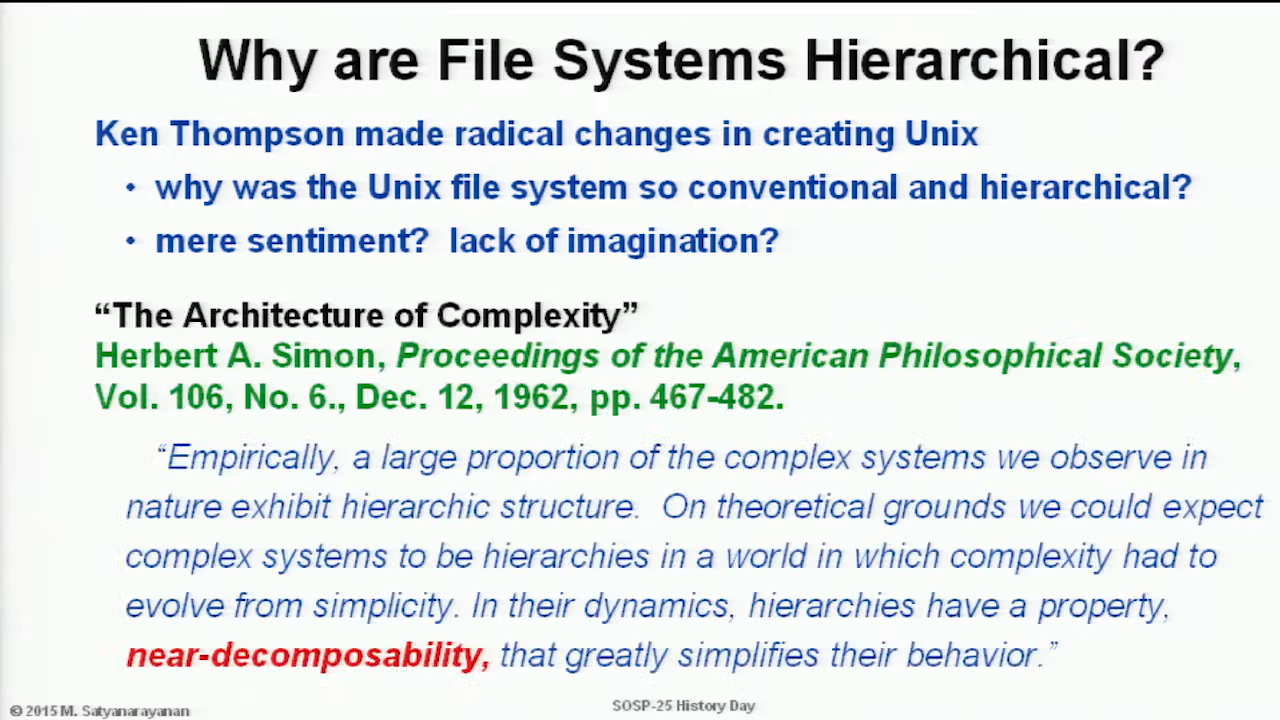 Why are File Systems Hierarchical?
Ken Thompson made radical changes in creating Unix
• why was the Unix file system so conventional and hierarchical?
• mere sentiment?  lack of imagination?
“The Architecture of Complexity”
Herbert A. Simon, Proceedings of the American Philosophical Society,
Vol. 106, No. 6., Dec. 12, 1962, pp. 467-482.
“Empirically, a large proportion of the complex systems we observe in
nature exhibit hierarchic structure.  On theoretical grounds we could expect
complex systems to be hierarchies in a world in which complexity had to
evolve from simplicity. In their dynamics, hierarchies have a property,
near-decomposability, that greatly simplifies their behavior.”
© 2015 M. Satyanarayanan
SOSP-25 History Day